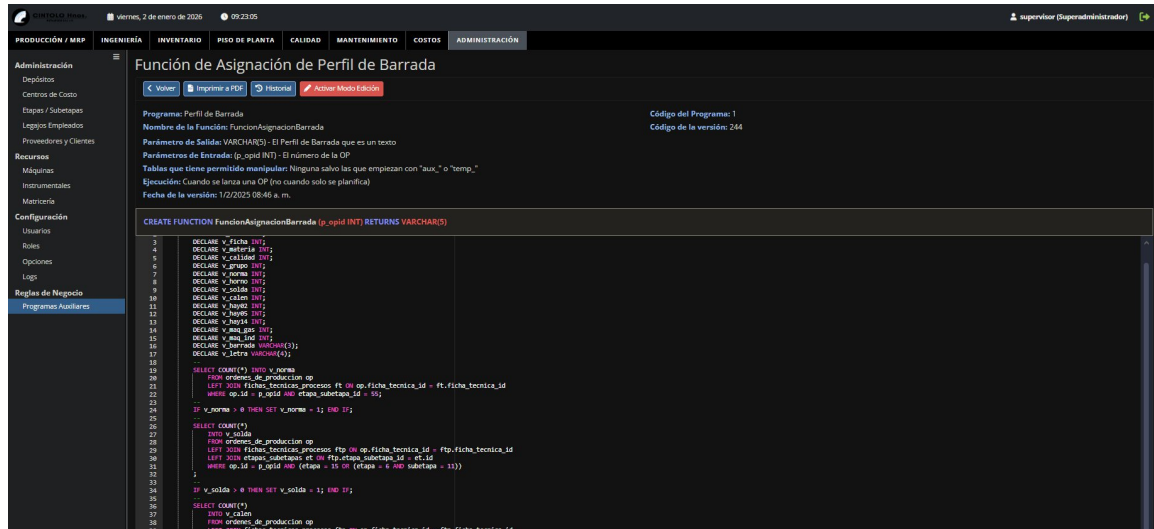 CINTOLO Hnos.
viernes, 2 de enero de 2026
09:23:05
supervisor (Superadministrador)
PRODUCCIÓN / MRP
INGENIERÍA
INVENTARIO
PISO DE PLANTA
CALIDAD
MANTENIMIENTO
COSTOS
ADMINISTRACIÓN
Administración
Depósitos
Centros de Costo
Etapas / Subetapas
Legajos Empleados
Proveedores y Clientes
Recursos
Máquinas
Instrumentales
Matricería
Configuración
Usuarios
Roles
Opciones
Logs
Reglas de Negocio
Programas Auxiliares
Función de Asignación de Perfil de Barrada
Volver
Imprimir a PDF
Historial
Activar Modo Edición
Programa: Perfil de Barrada
Código del Programa: 1
Nombre de la Función: FuncionAsignacionBarrada
Código de la versión: 244
Parámetro de Salida: VARCHAR(5) - El Perfil de Barrada que es un texto
Parámetros de Entrada: (p_opid INT) - El número de la OP
Tablas que tiene permitido manipular: Ninguna salvo las que empiezan con "aux_" o "temp_"
Ejecución: Cuando se lanza una OP (no cuando solo se planifica)
Fecha de la versión: 1/2/2025 08:46 a. m.
CREATE FUNCTION FuncionAsignacionBarrada (p_opid INT) RETURNS VARCHAR(5)
3 DECLARE v_ficha INT;
4 DECLARE v_materia INT;
5 DECLARE v_calidad INT;
6 DECLARE v_grupo INT;
7 DECLARE v_norma INT;
8 DECLARE v_horno INT;
9 DECLARE v_solda INT;
10 DECLARE v_calen INT;
11 DECLARE v_hay02 INT;
12 DECLARE v_hay05 INT;
13 DECLARE v_hay14 INT;
14 DECLARE v_maq_gas INT;
15 DECLARE v_maq_ind INT;
16 DECLARE v_barrada VARCHAR(3);
17 DECLARE v_letra VARCHAR(4);
18 --
19 SELECT COUNT(*) INTO v_norma
20 FROM ordenes_de_produccion op
21 LEFT JOIN fichas_tecnicas_procesos ft ON op.ficha_tecnica_id = ft.ficha_tecnica_id
22 WHERE op.id = p_opid AND etapa_subetapa_id = 55;
23 --
24 IF v_norma > 0 THEN SET v_norma = 1; END IF;
25 --
26 SELECT COUNT(*)
27 INTO v_solda
28 FROM ordenes_de_produccion op
29 LEFT JOIN fichas_tecnicas_procesos ftp ON op.ficha_tecnica_id = ftp.ficha_tecnica_id
30 LEFT JOIN etapas_subetapas et ON ftp.etapa_subetapa_id = et.id
31 WHERE op.id = p_opid AND (etapa = 15 OR (etapa = 6 AND subetapa = 11))
32 ;
33 --
34 IF v_solda > 0 THEN SET v_solda = 1; END IF;
35 --
36 SELECT COUNT(*)
37 INTO v_calen
38 FROM ordenes_de_produccion op